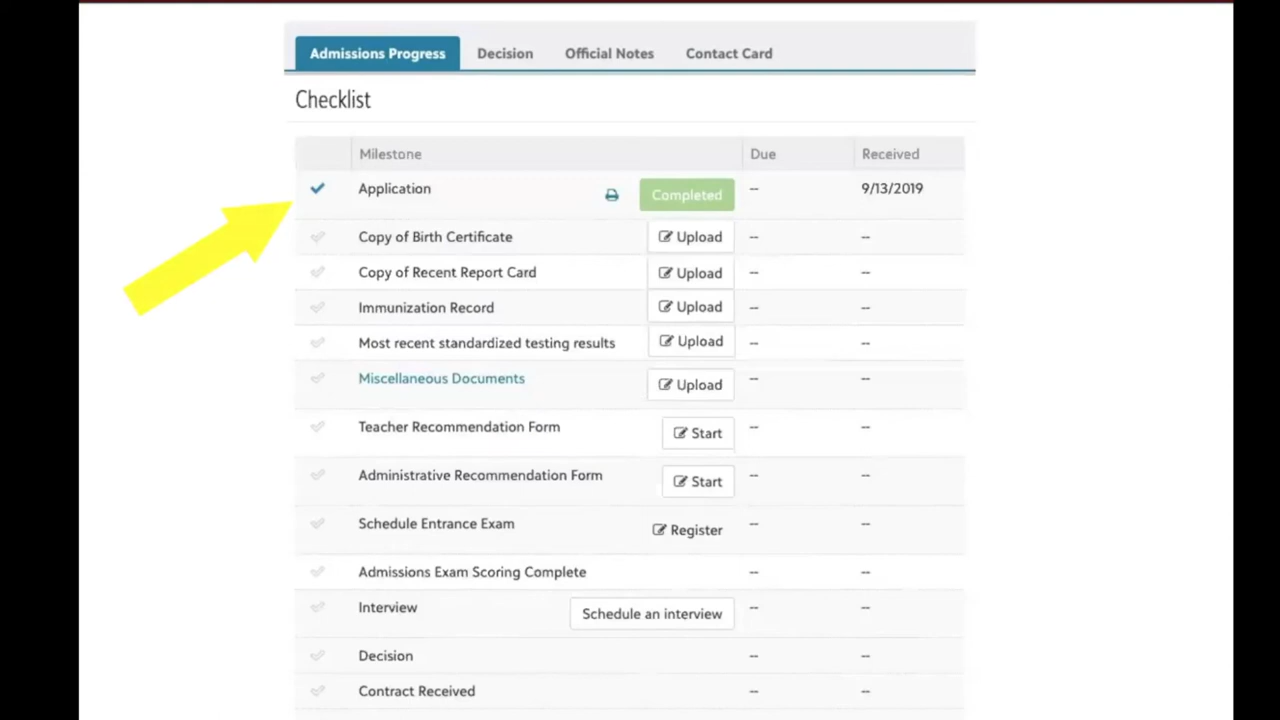 Admissions Progress Decision Official Notes Contact Card
Checklist
Milestone Due Received
Application Completed -- 9/13/2019
Copy of Birth Certificate Upload -- --
Copy of Recent Report Card Upload -- --
Immunization Record Upload -- --
Most recent standardized testing results Upload -- --
Miscellaneous Documents Upload -- --
Teacher Recommendation Form Start -- --
Administrative Recommendation Form Start -- --
Schedule Entrance Exam Register -- --
Admissions Exam Scoring Complete -- --
Interview Schedule an interview -- --
Decision -- --
Contract Received -- --